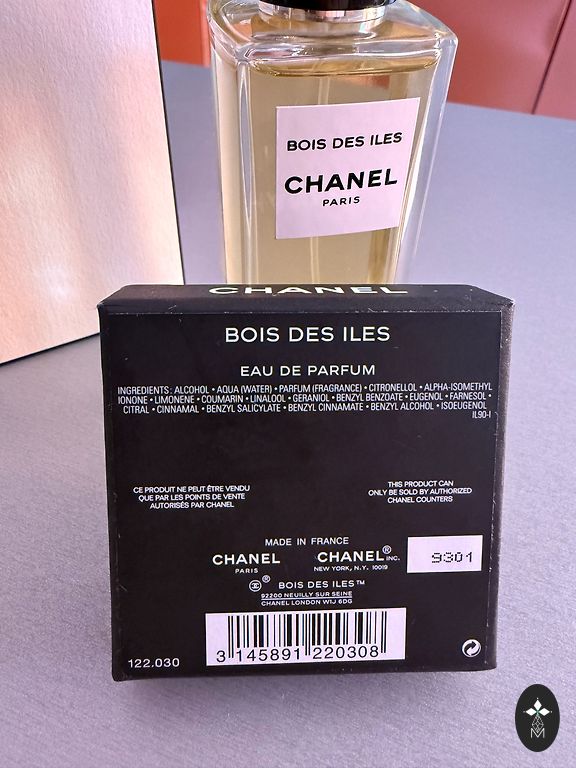 BOIS DES ILES
CHANEL
PARIS
CHANEL
BOIS DES ILES
EAU DE PARFUM
INGREDIENTS : ALCOHOL • AQUA (WATER) • PARFUM (FRAGRANCE) • CITRONELLOL • ALPHA-ISOMETHYL
IONONE • LIMONENE • COUMARIN • LINALOOL • GERANIOL • BENZYL BENZOATE • EUGENOL • FARNESOL •
CITRAL • CINNAMAL • BENZYL SALICYLATE • BENZYL CINNAMATE • BENZYL ALCOHOL • ISOEUGENOL
IL90-I
CE PRODUIT NE PEUT ÊTRE VENDU
QUE PAR LES POINTS DE VENTE
AUTORISÉS PAR CHANEL
THIS PRODUCT CAN
ONLY BE SOLD BY AUTHORIZED
CHANEL COUNTERS
MADE IN FRANCE
CHANEL
PARIS
CHANEL® INC.
NEW YORK, N.Y. 10019
9301
® BOIS DES ILES™
92200 NEUILLY SUR SEINE
CHANEL LONDON W1J 6DG
122.030
3 145891 220308
M